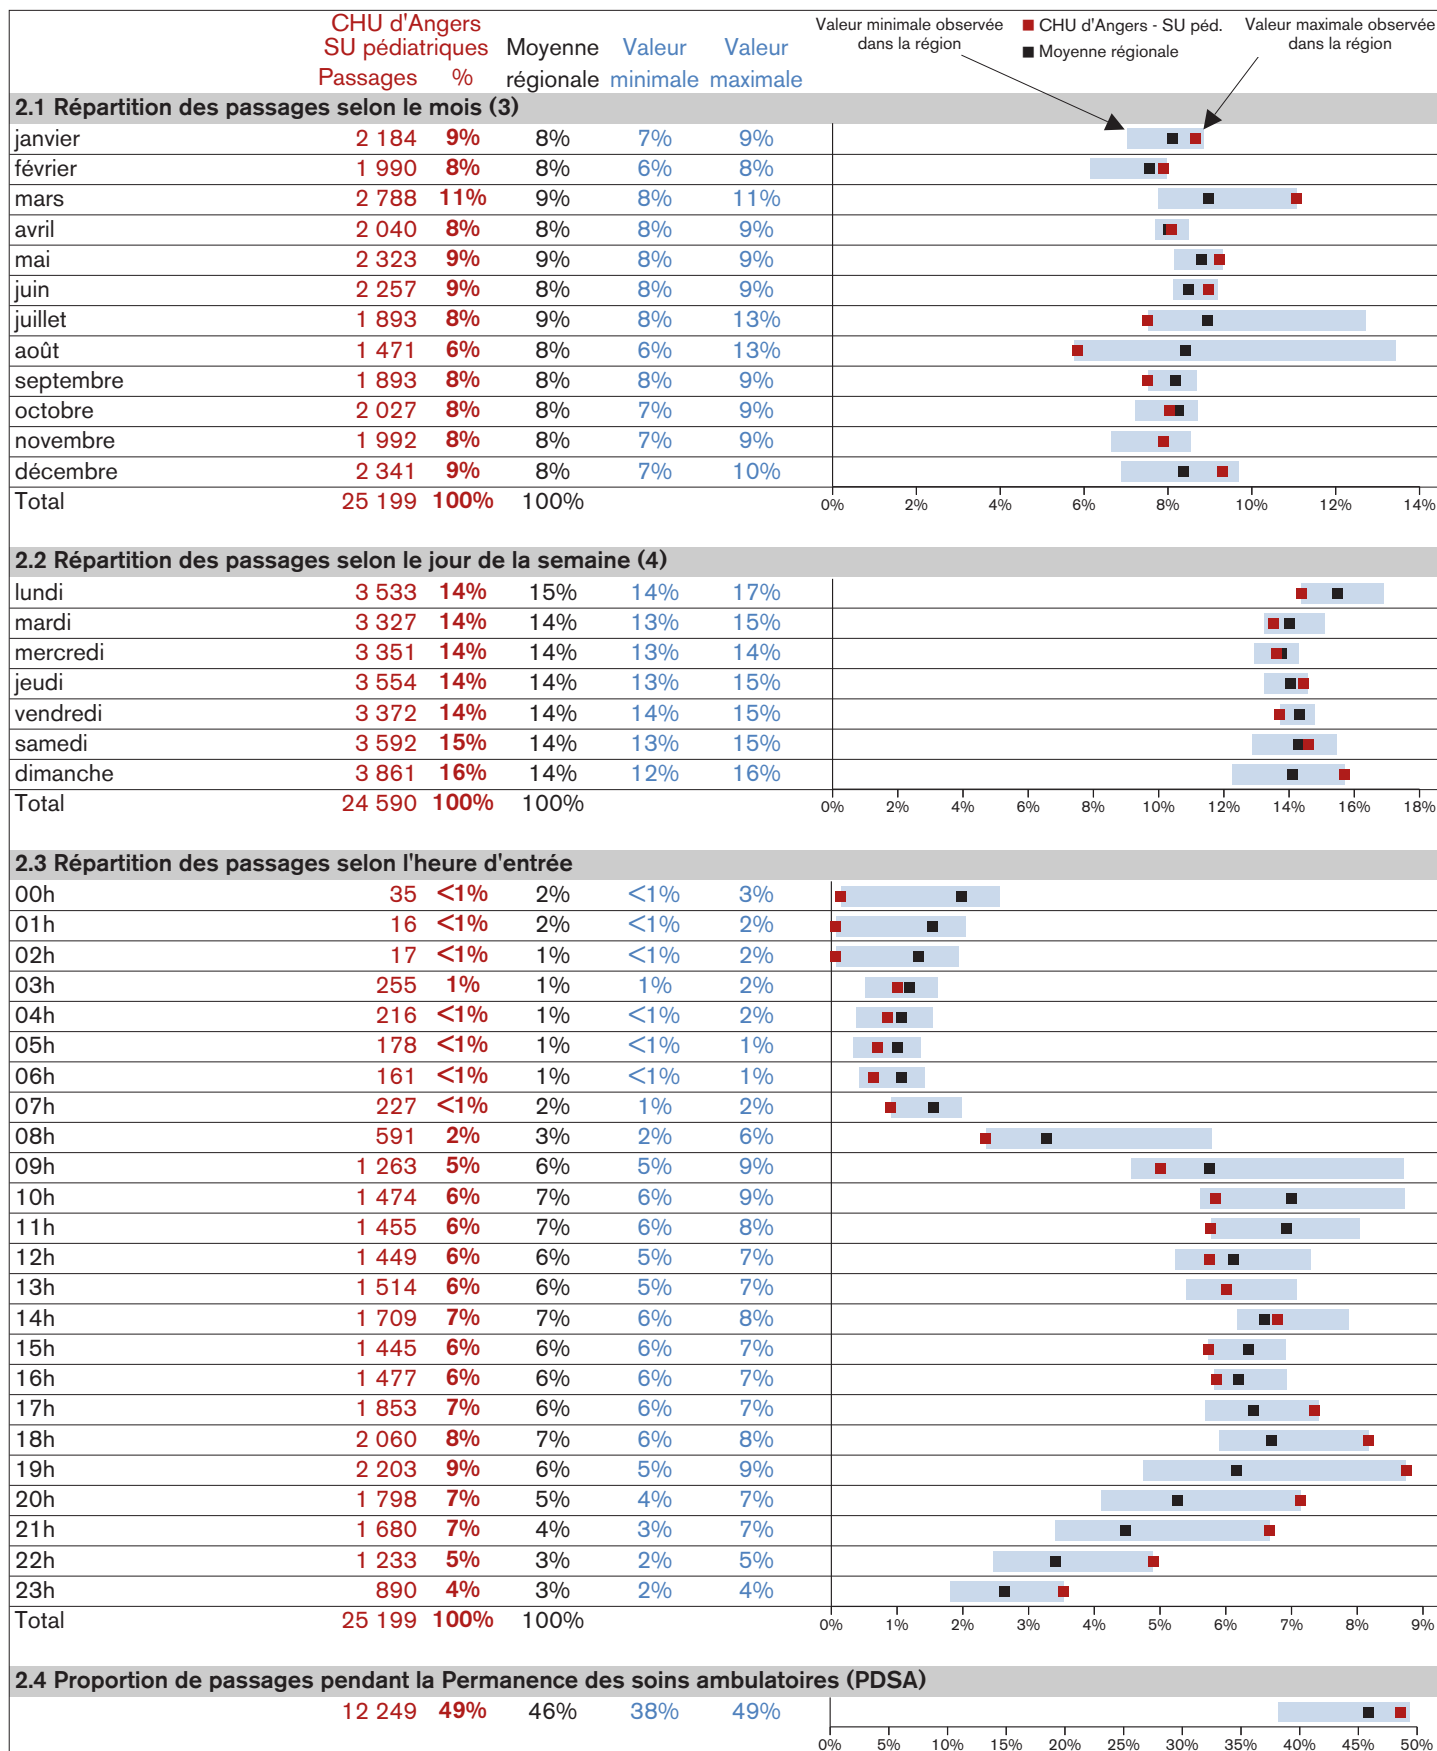 CHU d'Angers
SU pédiatriques Moyenne Valeur Valeur
Passages % régionale minimale maximale
Valeur minimale observée
dans la région
CHU d'Angers - SU péd.
Moyenne régionale
Valeur maximale observée
dans la région
2.1 Répartition des passages selon le mois (3)
janvier 2 184 9% 8% 7% 9%
février 1 990 8% 8% 6% 8%
mars 2 788 11% 9% 8% 11%
avril 2 040 8% 8% 8% 9%
mai 2 323 9% 9% 8% 9%
juin 2 257 9% 8% 8% 9%
juillet 1 893 8% 9% 8% 13%
août 1 471 6% 8% 6% 13%
septembre 1 893 8% 8% 8% 9%
octobre 2 027 8% 8% 7% 9%
novembre 1 992 8% 8% 7% 9%
décembre 2 341 9% 8% 7% 10%
Total 25 199 100% 100%
0% 2% 4% 6% 8% 10% 12% 14%
2.2 Répartition des passages selon le jour de la semaine (4)
lundi 3 533 14% 15% 14% 17%
mardi 3 327 14% 14% 13% 15%
mercredi 3 351 14% 14% 13% 14%
jeudi 3 554 14% 14% 13% 15%
vendredi 3 372 14% 14% 14% 15%
samedi 3 592 15% 14% 13% 15%
dimanche 3 861 16% 14% 12% 16%
Total 24 590 100% 100%
0% 2% 4% 6% 8% 10% 12% 14% 16% 18%
2.3 Répartition des passages selon l'heure d'entrée
00h 35 <1% 2% <1% 3%
01h 16 <1% 2% <1% 2%
02h 17 <1% 1% <1% 2%
03h 255 1% 1% 1% 2%
04h 216 <1% 1% <1% 2%
05h 178 <1% 1% <1% 1%
06h 161 <1% 1% <1% 1%
07h 227 <1% 2% 1% 2%
08h 591 2% 3% 2% 6%
09h 1 263 5% 6% 5% 9%
10h 1 474 6% 7% 6% 9%
11h 1 455 6% 7% 6% 8%
12h 1 449 6% 6% 5% 7%
13h 1 514 6% 6% 5% 7%
14h 1 709 7% 7% 6% 8%
15h 1 445 6% 6% 6% 7%
16h 1 477 6% 6% 6% 7%
17h 1 853 7% 6% 6% 7%
18h 2 060 8% 7% 6% 8%
19h 2 203 9% 6% 5% 9%
20h 1 798 7% 5% 4% 7%
21h 1 680 7% 4% 3% 7%
22h 1 233 5% 3% 2% 5%
23h 890 4% 3% 2% 4%
Total 25 199 100% 100%
0% 1% 2% 3% 4% 5% 6% 7% 8% 9%
2.4 Proportion de passages pendant la Permanence des soins ambulatoires (PDSA)
12 249 49% 46% 38% 49%
0% 5% 10% 15% 20% 25% 30% 35% 40% 45% 50%